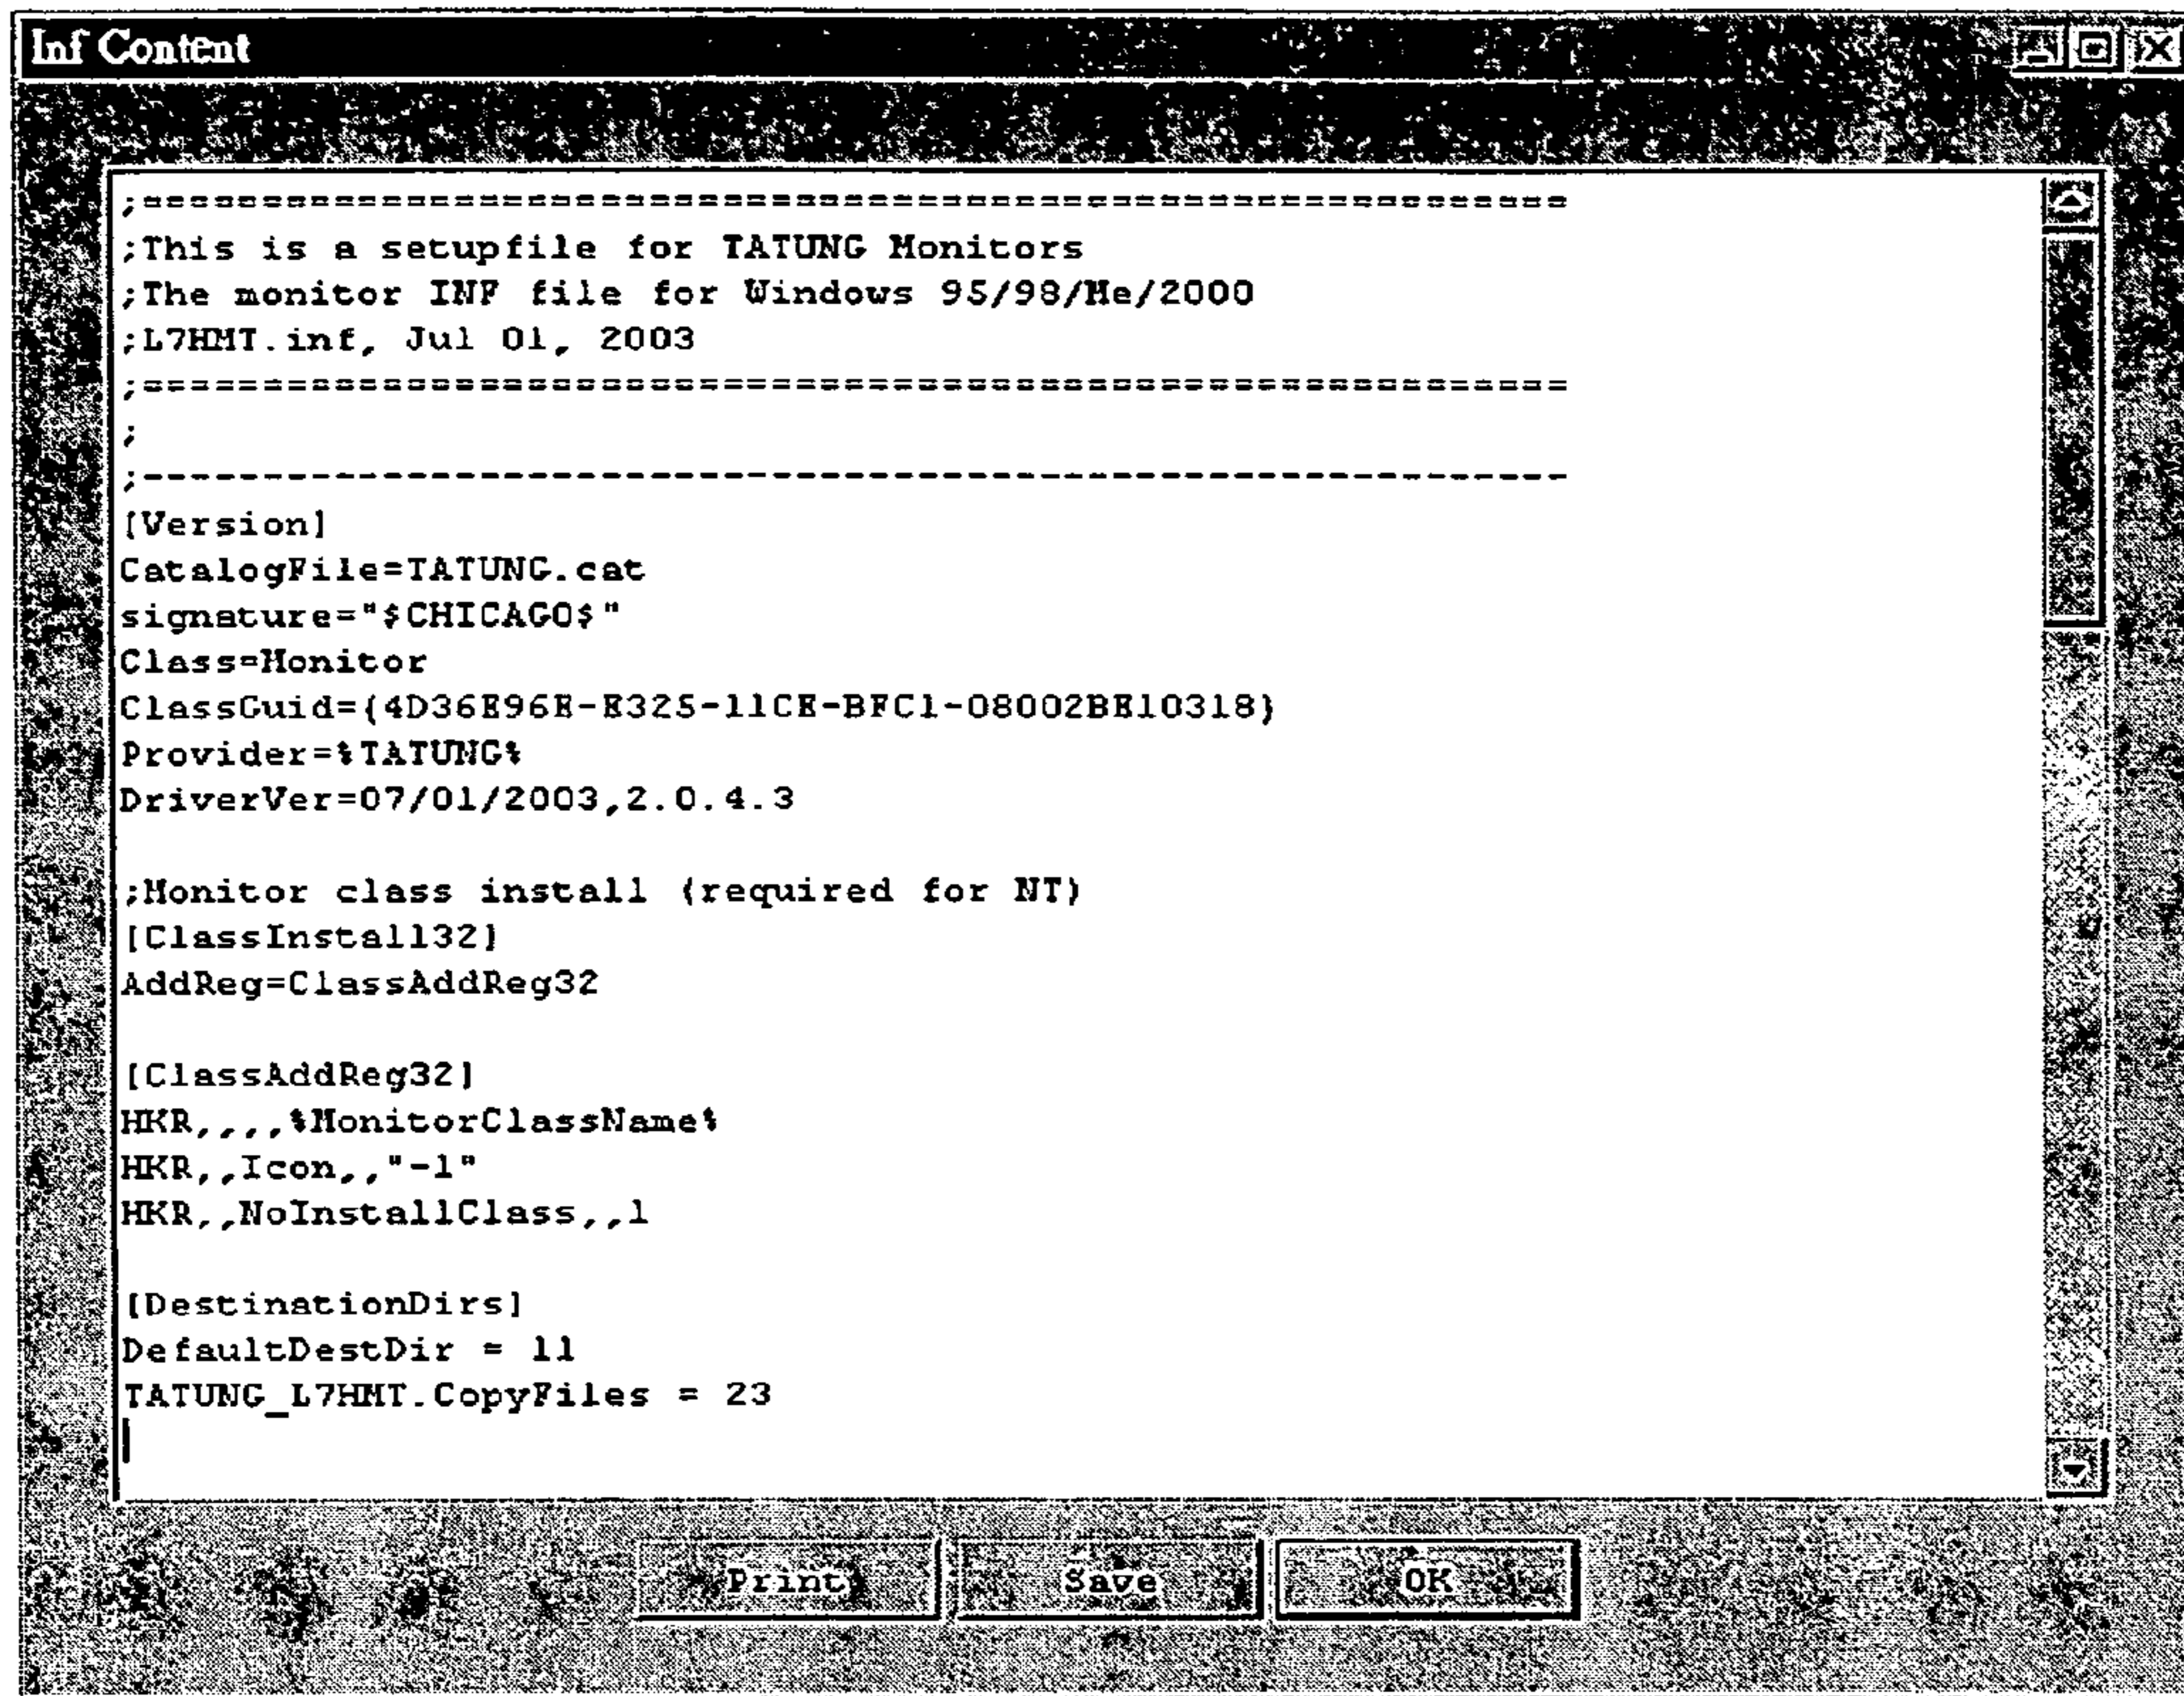 Inf Content
;=============================================================
;This is a setupfile for TATUNG Monitors
;The monitor INF file for Windows 95/98/Me/2000
;L7HMT.inf, Jul 01, 2003
;=============================================================
;
;-------------------------------------------------------------
[Version]
CatalogFile=TATUNG.cat
signature="$CHICAGO$"
Class=Monitor
ClassGuid={4D36E96E-E325-11CE-BFC1-08002BE10318}
Provider=%TATUNG%
DriverVer=07/01/2003,2.0.4.3
;Monitor class install (required for NT)
[ClassInstall32]
AddReg=ClassAddReg32
[ClassAddReg32]
HKR,,,,%MonitorClassName%
HKR,,Icon,,"-1"
HKR,,NoInstallClass,,1
[DestinationDirs]
DefaultDestDir = 11
TATUNG_L7HMT.CopyFiles = 23
Print Save OK